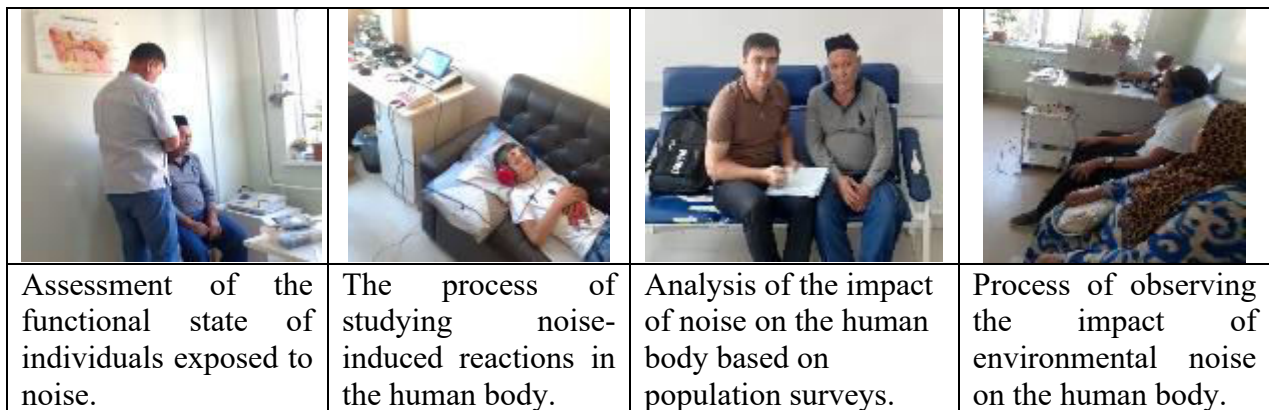 Assessment of the
functional state of
individuals exposed to
noise.
The process of
studying noise-
induced reactions in
the human body.
Analysis of the impact
of noise on the human
body based on
population surveys.
Process of observing
the impact of
environmental noise
on the human body.